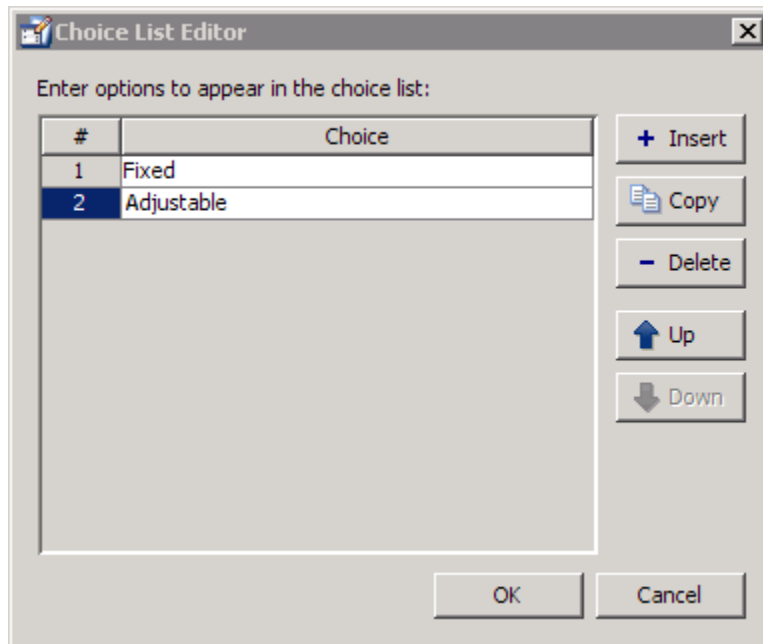 Choice List Editor
Enter options to appear in the choice list:
# Choice
1 Fixed
2 Adjustable
+ Insert
Copy
- Delete
Up
Down
OK Cancel